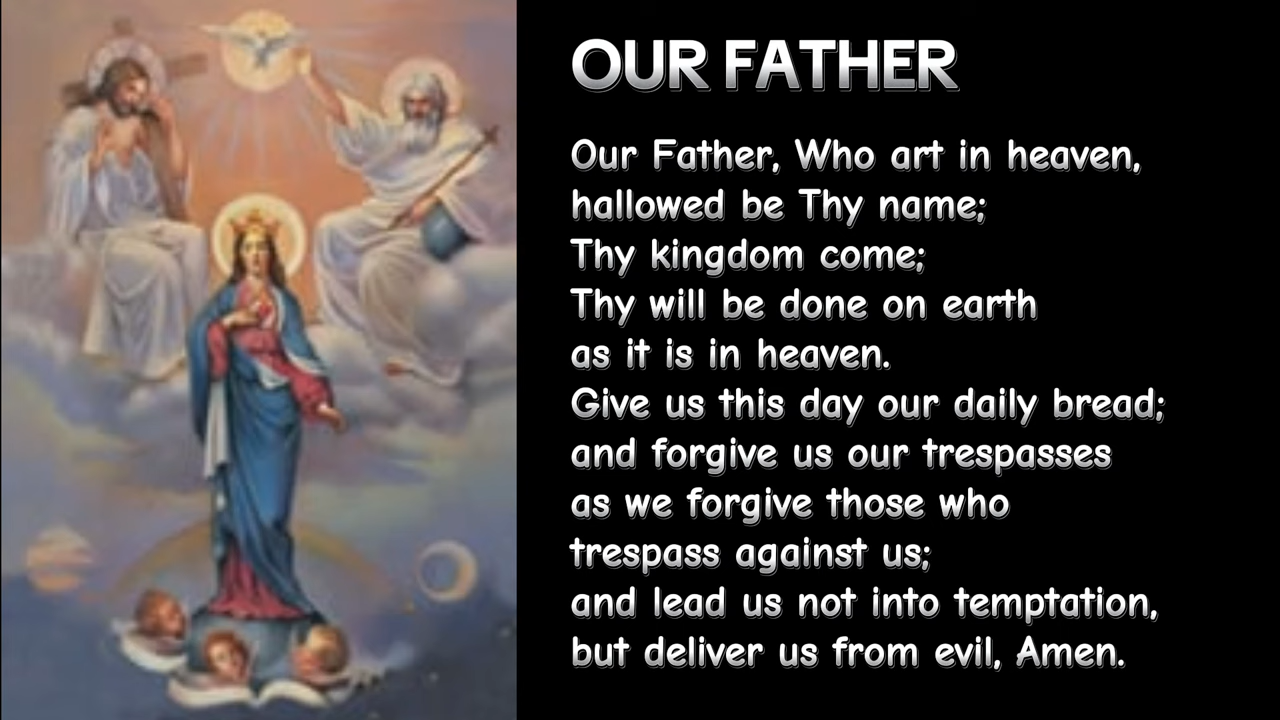 OUR FATHER
Our Father, Who art in heaven,
hallowed be Thy name;
Thy kingdom come;
Thy will be done on earth
as it is in heaven.
Give us this day our daily bread;
and forgive us our trespasses
as we forgive those who
trespass against us;
and lead us not into temptation,
but deliver us from evil, Amen.